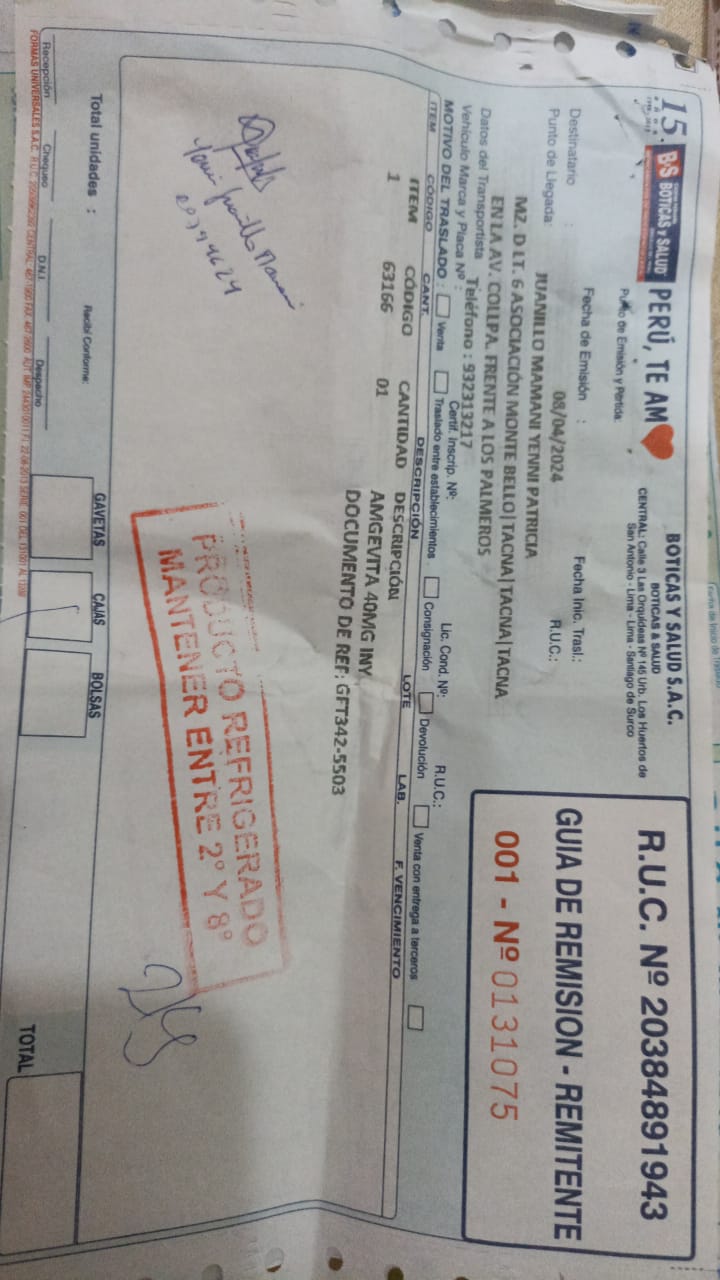 15
B·S BOTICAS y SALUD
PERÚ, TE AM
BOTICAS Y SALUD S.A.C.
BOTICAS & SALUD
CENTRAL: Calle 3 Las Orquídeas Nº 145 Urb. Los Huertos de
San Antonio - Lima - Lima - Santiago de Surco
R.U.C. Nº 20384891943
GUIA DE REMISION - REMITENTE
001 - Nº 0131075
Punto de Emisión y Partida:
Fecha de Emisión : 08/04/2024 Fecha Inic. Trasl.:
Destinatario : JUANILLO MAMANI YENNI PATRICIA R.U.C.:
Punto de Llegada: MZ. D LT. 6 ASOCIACIÓN MONTE BELLO|TACNA|TACNA|TACNA
EN LA AV. COLLPA. FRENTE A LOS PALMEROS
Datos del Transportista Teléfono : 932313217
Vehículo Marca y Placa Nº : Certif. Inscrip. Nº: Lic. Cond. Nº: R.U.C.:
MOTIVO DEL TRASLADO : Venta Traslado entre establecimientos Consignación Devolución Venta con entrega a terceros
ITEM CÓDIGO CANT. DESCRIPCIÓN LOTE LAB. F. VENCIMIENTO
ITEM CÓDIGO CANTIDAD DESCRIPCIÓN
1 63166 01 AMGEVITA 40MG INY
DOCUMENTO DE REF: GFT342-5503
PRODUCTO REFRIGERADO
MANTENER ENTRE 2° Y 8°
Total unidades :
Recibí Conforme:
GAVETAS CAJAS BOLSAS
TOTAL
Recepción Chequeo D.N.I. Despacho
FORMAS UNIVERSALES S.A.C.